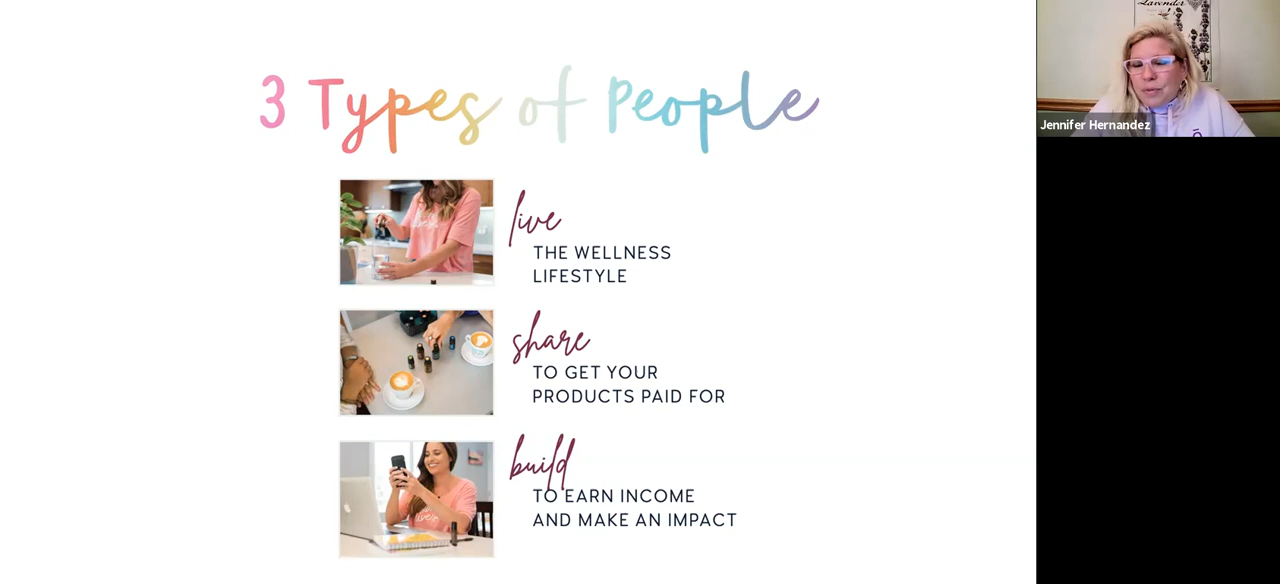 3 Types of People
live
THE WELLNESS
LIFESTYLE
share
TO GET YOUR
PRODUCTS PAID FOR
build
TO EARN INCOME
AND MAKE AN IMPACT
Lavender
Jennifer Hernandez